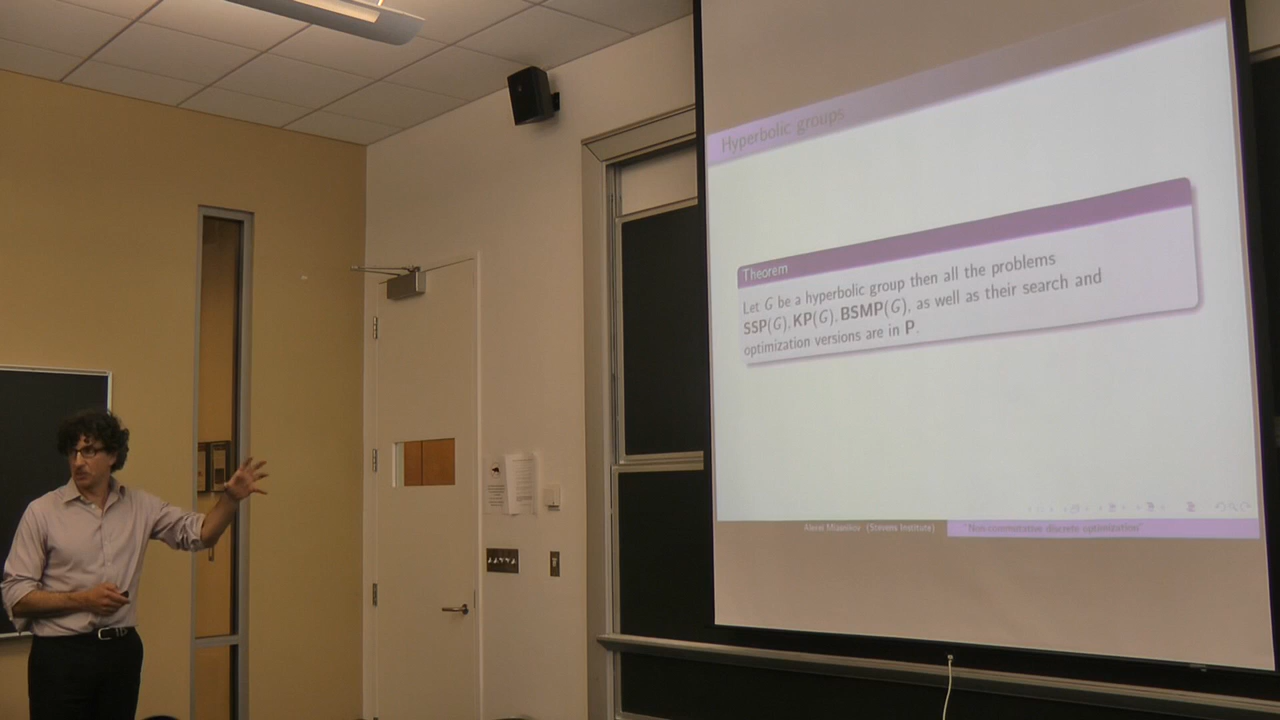 Hyperbolic groups
Theorem
Let G be a hyperbolic group then all the problems
SSP(G), KP(G), BSMP(G), as well as their search and
optimization versions are in P.
Alexei Miasnikov (Stevens Institute)
"Non-commutative discrete optimization"